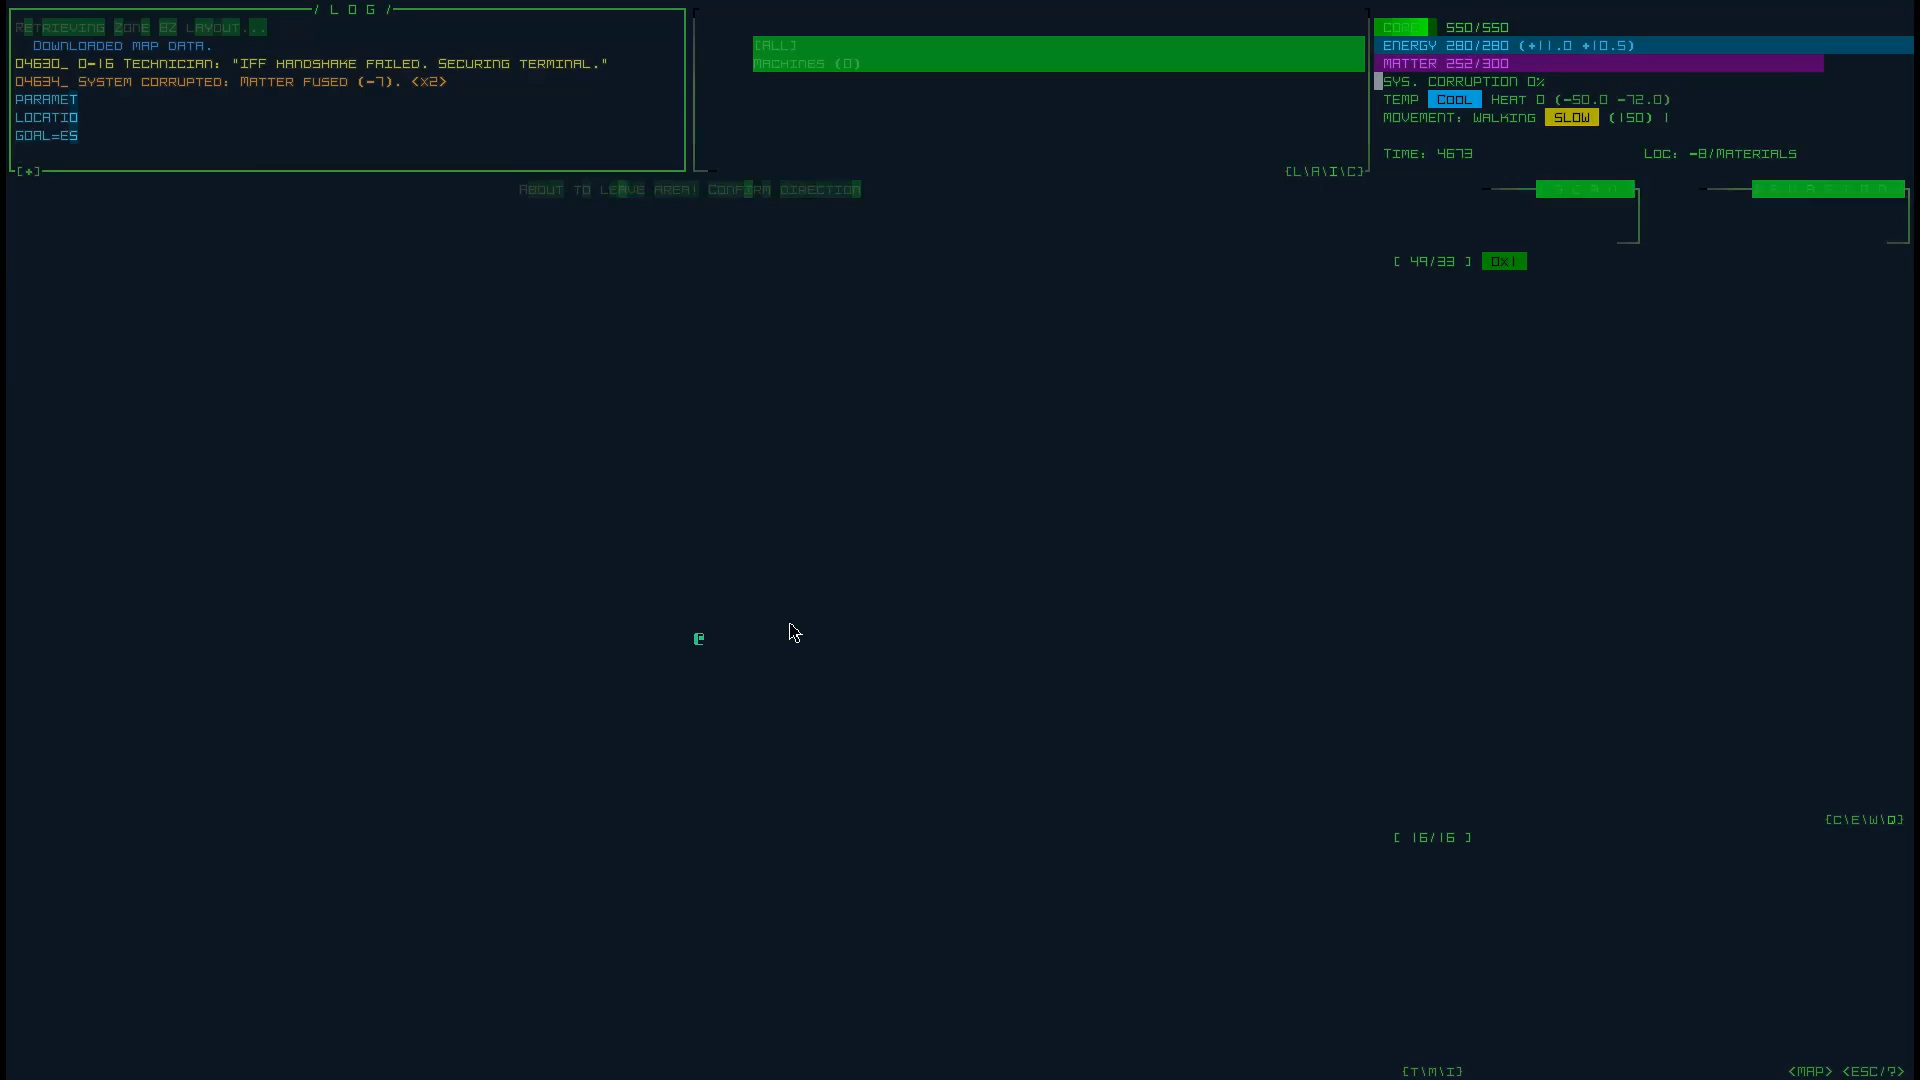 / L O G /
RETRIEVING ZONE 8Z LAYOUT...
DOWNLOADED MAP DATA.
04630_ O-16 TECHNICIAN: "IFF HANDSHAKE FAILED. SECURING TERMINAL."
04634_ SYSTEM CORRUPTED: MATTER FUSED (-7). <X2>
PARAMET
LOCATIO
GOAL=ES
[+]
[ALL]
MACHINES (0)
[L\A\I\C]
CORE 550/550
ENERGY 280/280 (+11.0 +10.5)
MATTER 252/300
SYS. CORRUPTION 0%
TEMP COOL HEAT 0 (-50.0 -72.0)
MOVEMENT: WALKING SLOW (150) 1
TIME: 4673 LOC: -8/MATERIALS
ABOUT TO LEAVE AREA! CONFIRM DIRECTION
[ 49/33 ] 0X1
@
[C\E\W\Q]
[ 16/16 ]
[T\M\I] <MAP> <ESC/?>